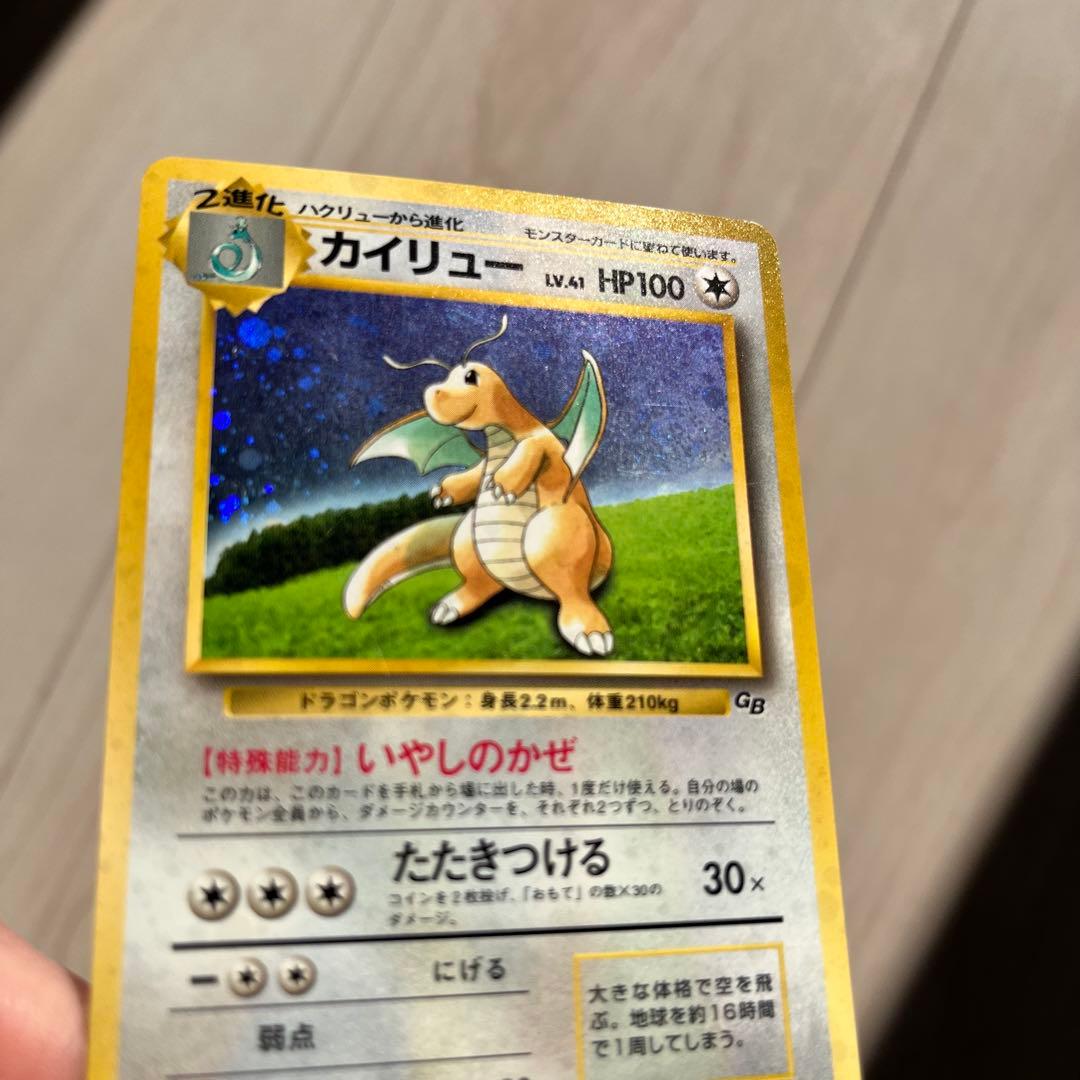 2進化
ハクリューから進化
モンスターカードに重ねて使います。
カイリュー
LV.41 HP100
ドラゴンポケモン：身長2.2m、体重210kg
GB
【特殊能力】いやしのかぜ
この力は、このカードを手札から場に出した時、1度だけ使える。自分の場の
ポケモン全員から、ダメージカウンターを、それぞれ2つずつ、とりのぞく。
たたきつける
30×
コインを2枚投げ、「おもて」の数×30の
ダメージ。
にげる
弱点
大きな体格で空を飛
ぶ。地球を約16時間
で1周してしまう。